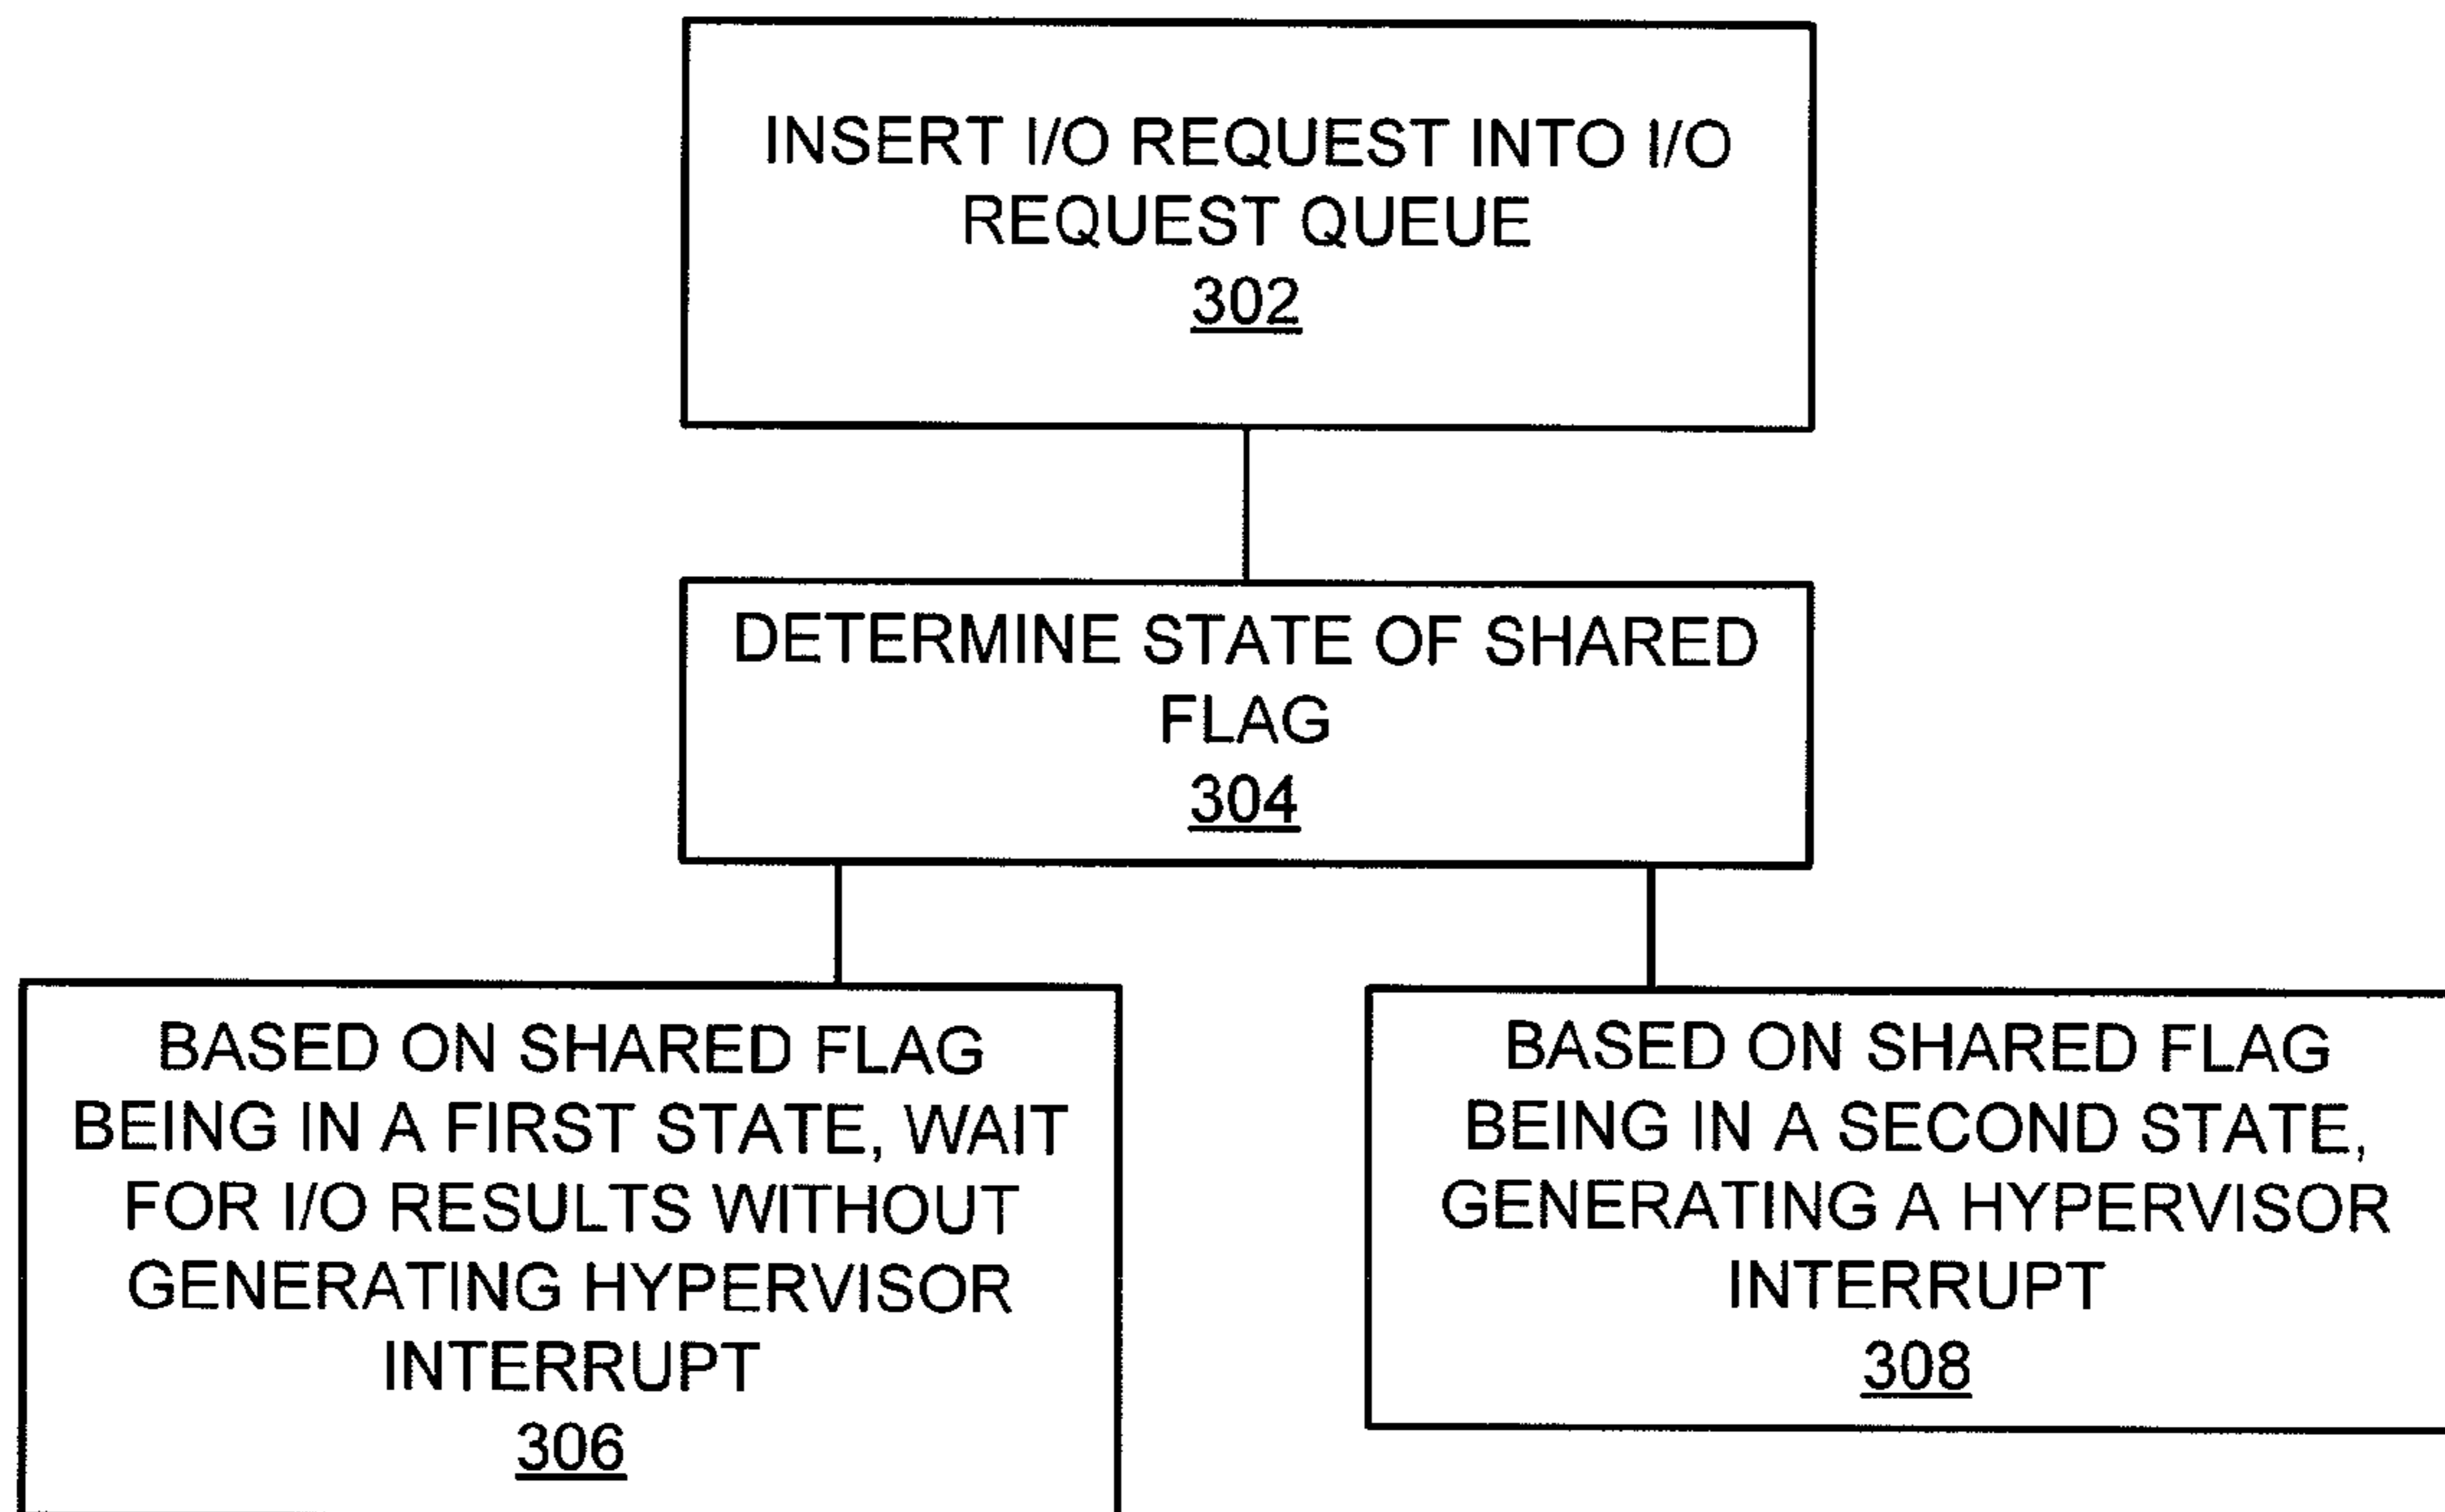 INSERT I/O REQUEST INTO I/O
REQUEST QUEUE
302
DETERMINE STATE OF SHARED
FLAG
304
BASED ON SHARED FLAG
BEING IN A FIRST STATE, WAIT
FOR I/O RESULTS WITHOUT
GENERATING HYPERVISOR
INTERRUPT
306
BASED ON SHARED FLAG
BEING IN A SECOND STATE,
GENERATING A HYPERVISOR
INTERRUPT
308